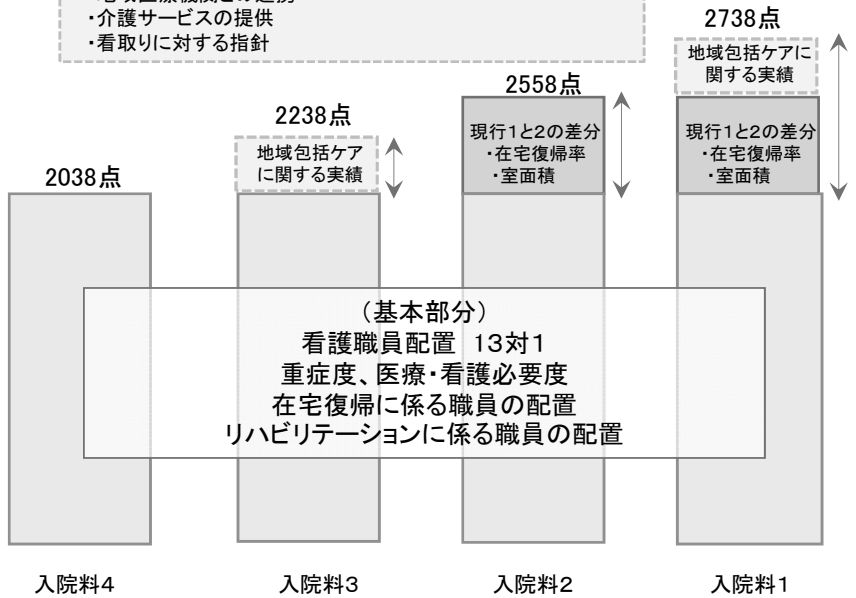 ・介護サービスの提供
・看取りに対する指針
2738点
地域包括ケアに
関する実績
2558点
現行1と2の差分
・在宅復帰率
・室面積
現行1と2の差分
・在宅復帰率
・室面積
2238点
地域包括ケア
に関する実績
2038点
（基本部分）
看護職員配置 13対1
重症度、医療・看護必要度
在宅復帰に係る職員の配置
リハビリテーションに係る職員の配置
入院料4
入院料3
入院料2
入院料1